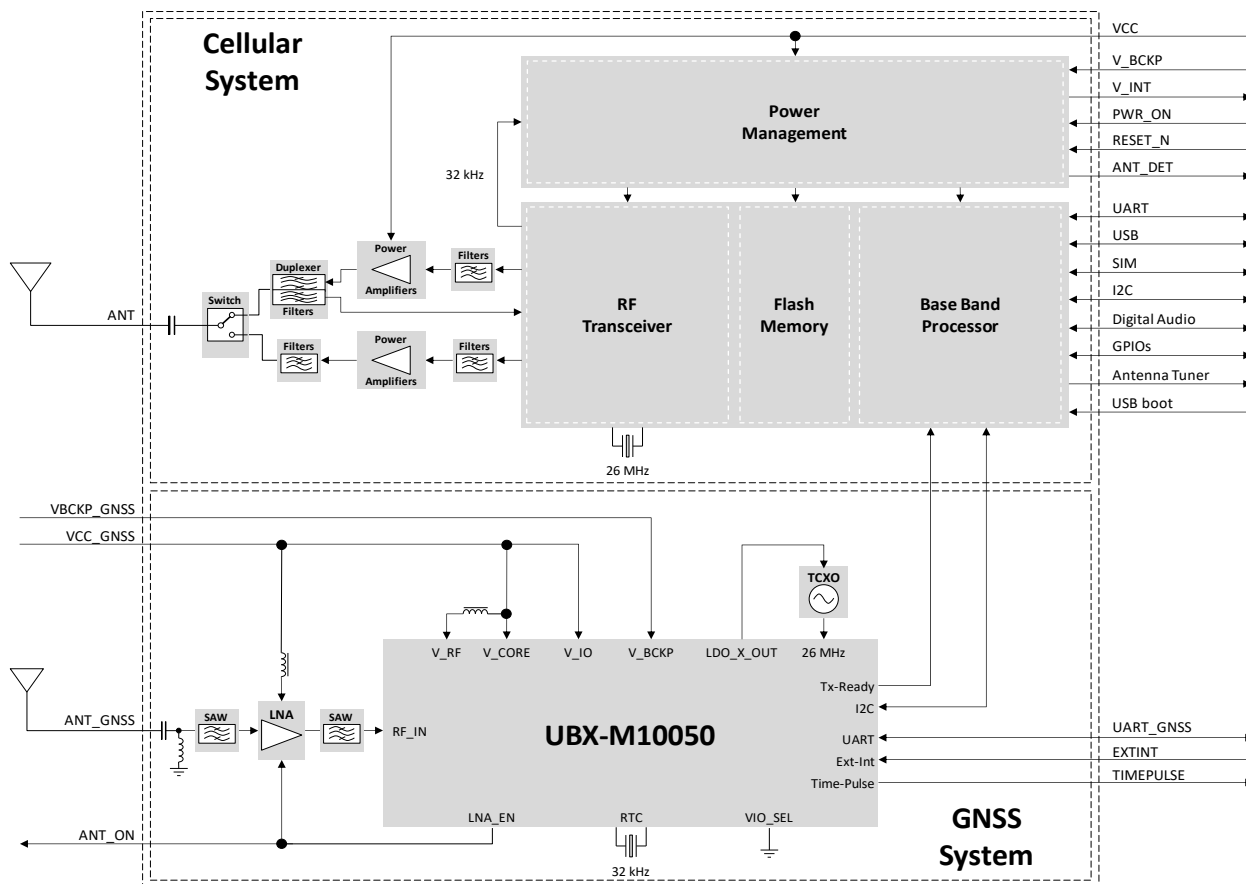 Cellular
System
VCC
V_BCKP
V_INT
PWR_ON
RESET_N
ANT_DET
Power
Management
32 kHz
UART
USB
SIM
I2C
Digital Audio
GPIOs
Antenna Tuner
USB boot
RF
Transceiver
Flash
Memory
Base Band
Processor
Power
Amplifiers
Filters
Duplexer
Filters
Switch
ANT
Filters
Power
Amplifiers
Filters
26 MHz
VBCKP_GNSS
VCC_GNSS
TCXO
V_RF
V_CORE
V_IO
V_BCKP
LDO_X_OUT
26 MHz
Tx-Ready
I2C
UART
Ext-Int
Time-Pulse
ANT_GNSS
SAW
LNA
SAW
RF_IN
UBX-M10050
UART_GNSS
EXTINT
TIMEPULSE
LNA_EN
RTC
VIO_SEL
ANT_ON
32 kHz
GNSS
System